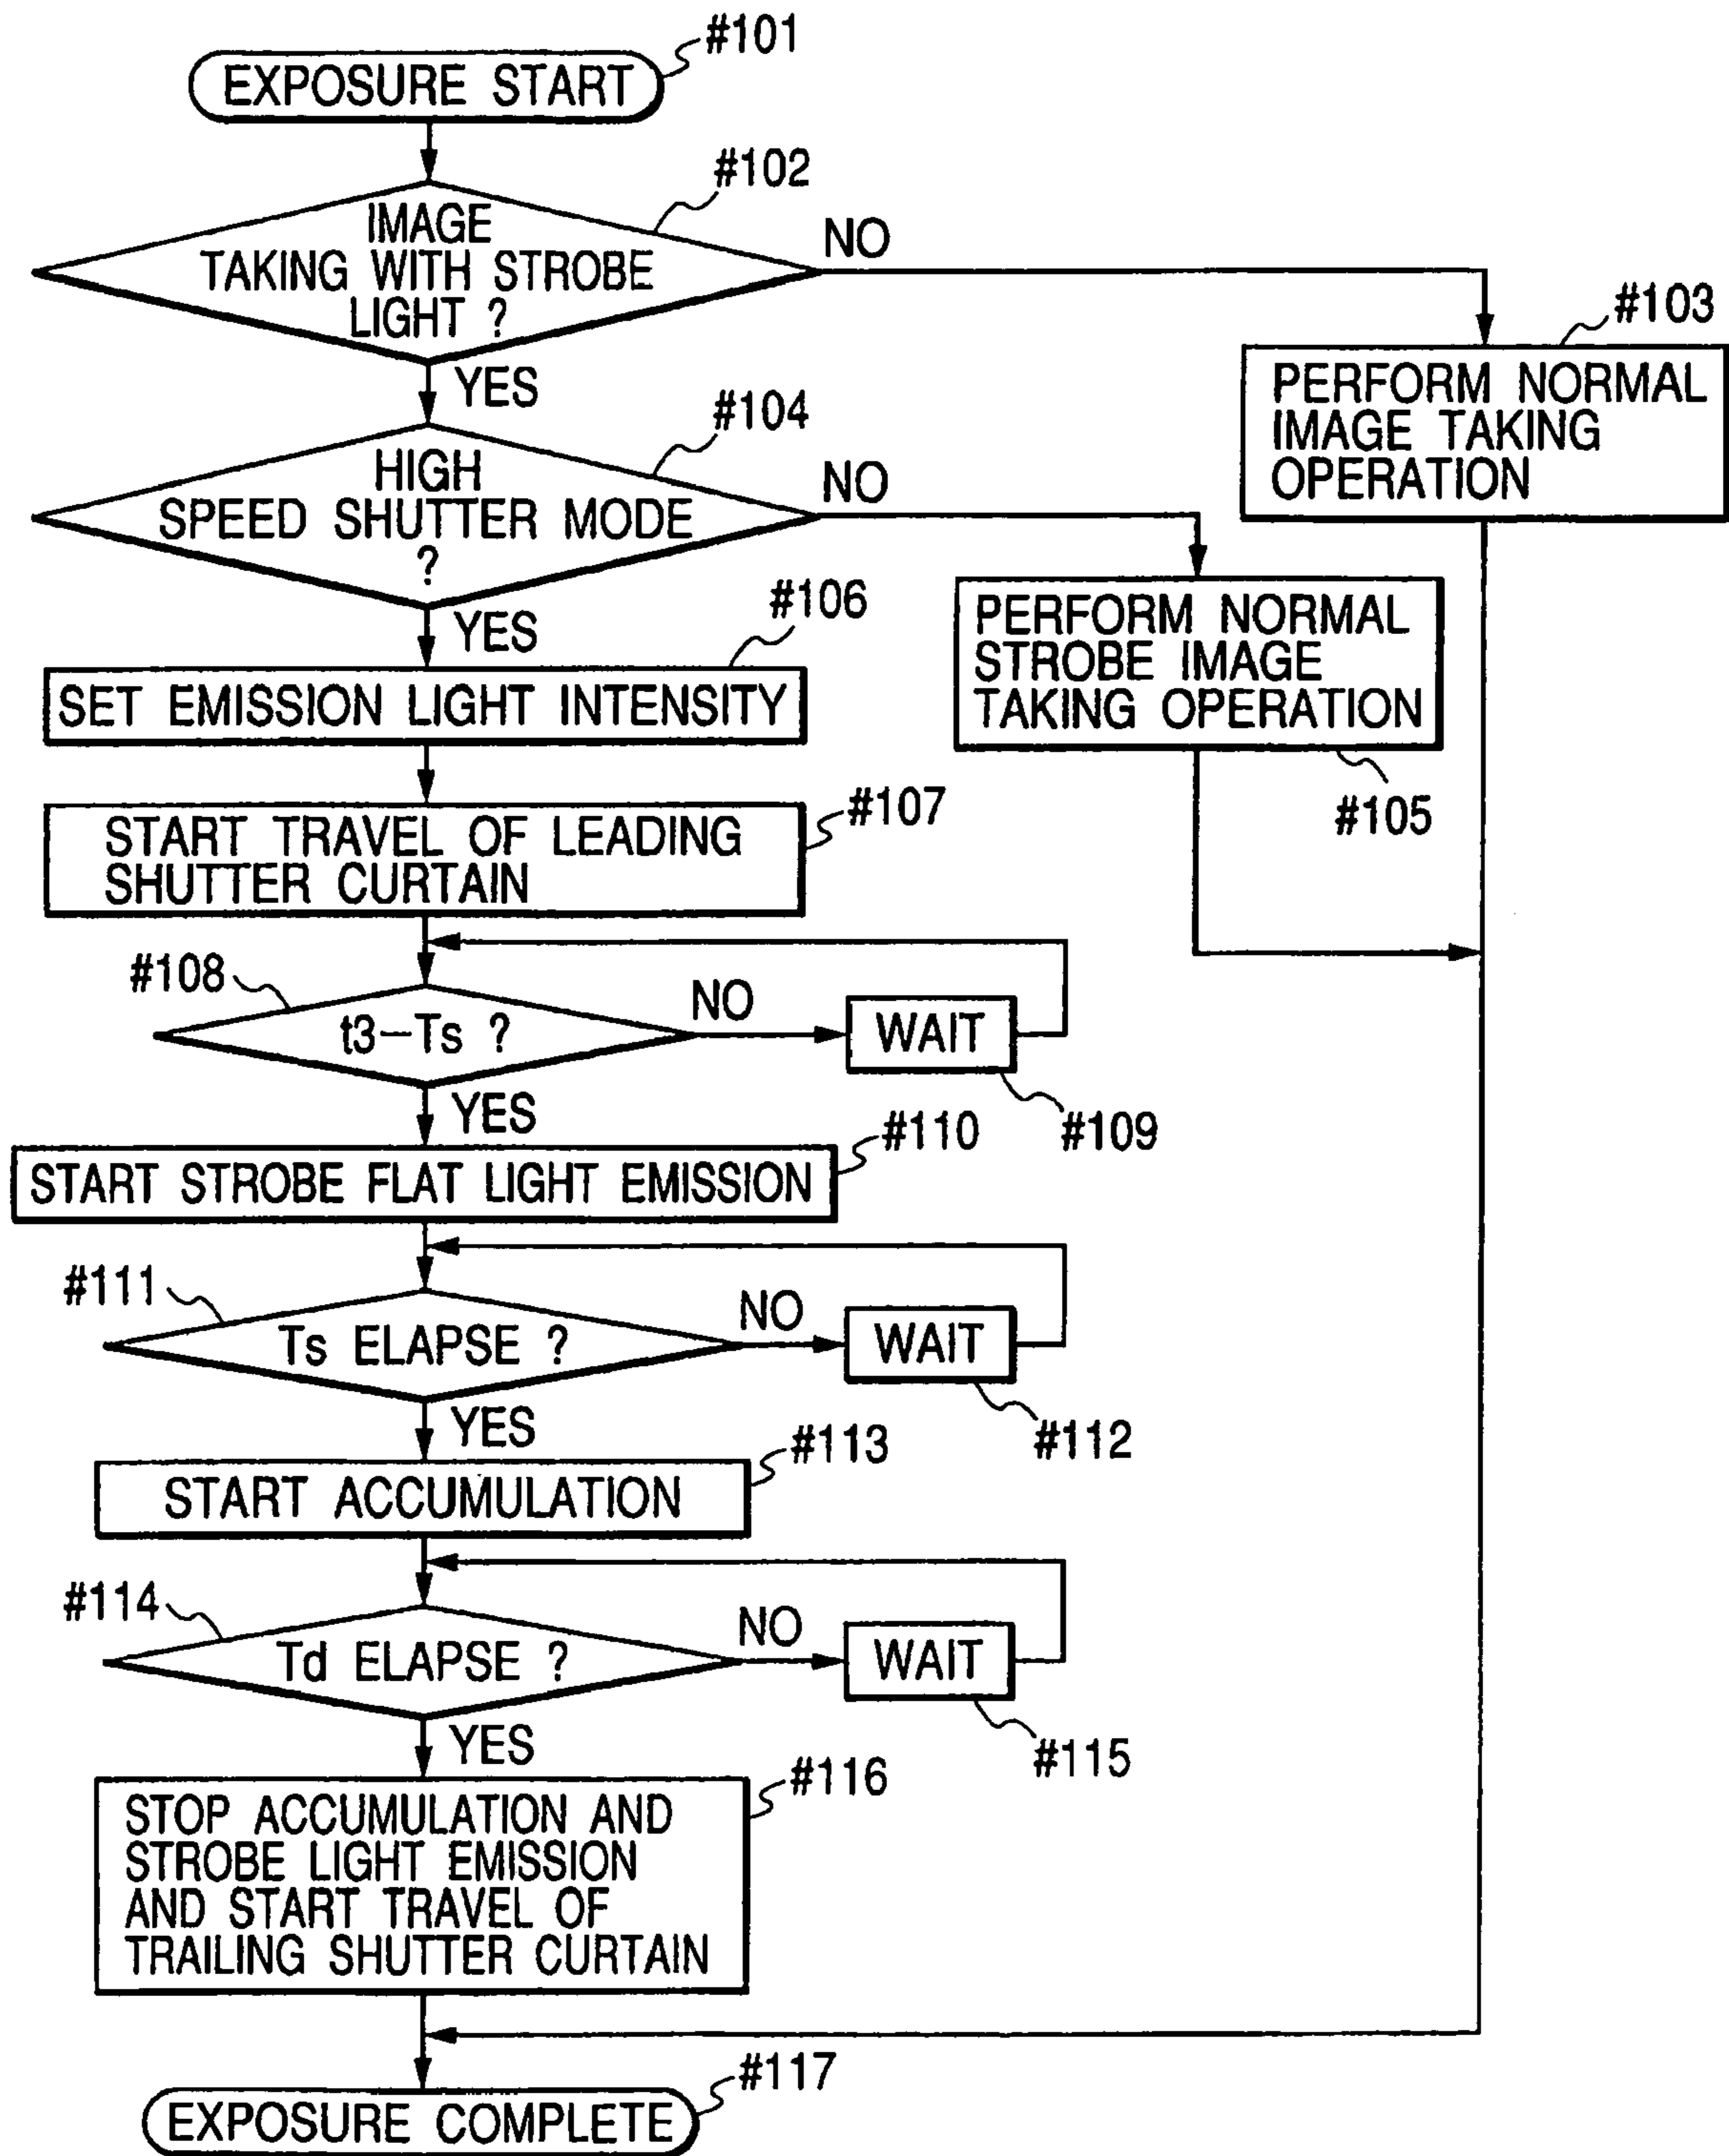 #101
EXPOSURE START
#102
IMAGE
TAKING WITH STROBE
LIGHT ?
NO
YES
#103
PERFORM NORMAL
IMAGE TAKING
OPERATION
#104
HIGH
SPEED SHUTTER MODE
?
NO
YES
PERFORM NORMAL
STROBE IMAGE
TAKING OPERATION
#105
#106
SET EMISSION LIGHT INTENSITY
#107
START TRAVEL OF LEADING
SHUTTER CURTAIN
#108
t3–Ts ?
NO
WAIT
#109
YES
#110
START STROBE FLAT LIGHT EMISSION
#111
Ts ELAPSE ?
NO
WAIT
#112
YES
#113
START ACCUMULATION
#114
Td ELAPSE ?
NO
WAIT
#115
YES
#116
STOP ACCUMULATION AND
STROBE LIGHT EMISSION
AND START TRAVEL OF
TRAILING SHUTTER CURTAIN
#117
EXPOSURE COMPLETE